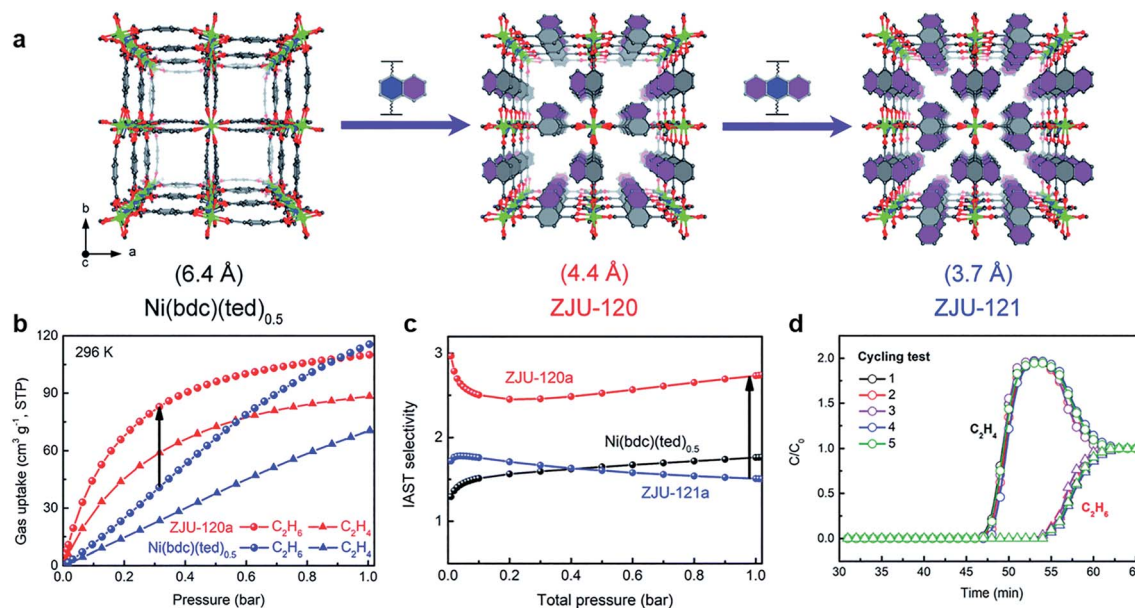 a
b
a
c
(6.4 Å)
(4.4 Å)
(3.7 Å)
Ni(bdc)(ted)0.5
ZJU-120
ZJU-121
b
120
90
60
30
0
0.0 0.2 0.4 0.6 0.8 1.0
Gas uptake (cm3 g-1, STP)
Pressure (bar)
296 K
ZJU-120a C2H6 C2H4
Ni(bdc)(ted)0.5 C2H6 C2H4
c
3
2
1
0.0 0.2 0.4 0.6 0.8 1.0
IAST selectivity
Total pressure (bar)
ZJU-120a
Ni(bdc)(ted)0.5
ZJU-121a
d
2.0
1.5
1.0
0.5
0.0
30 35 40 45 50 55 60 65
C/C0
Time (min)
Cycling test
1
2
3
4
5
C2H4
C2H6